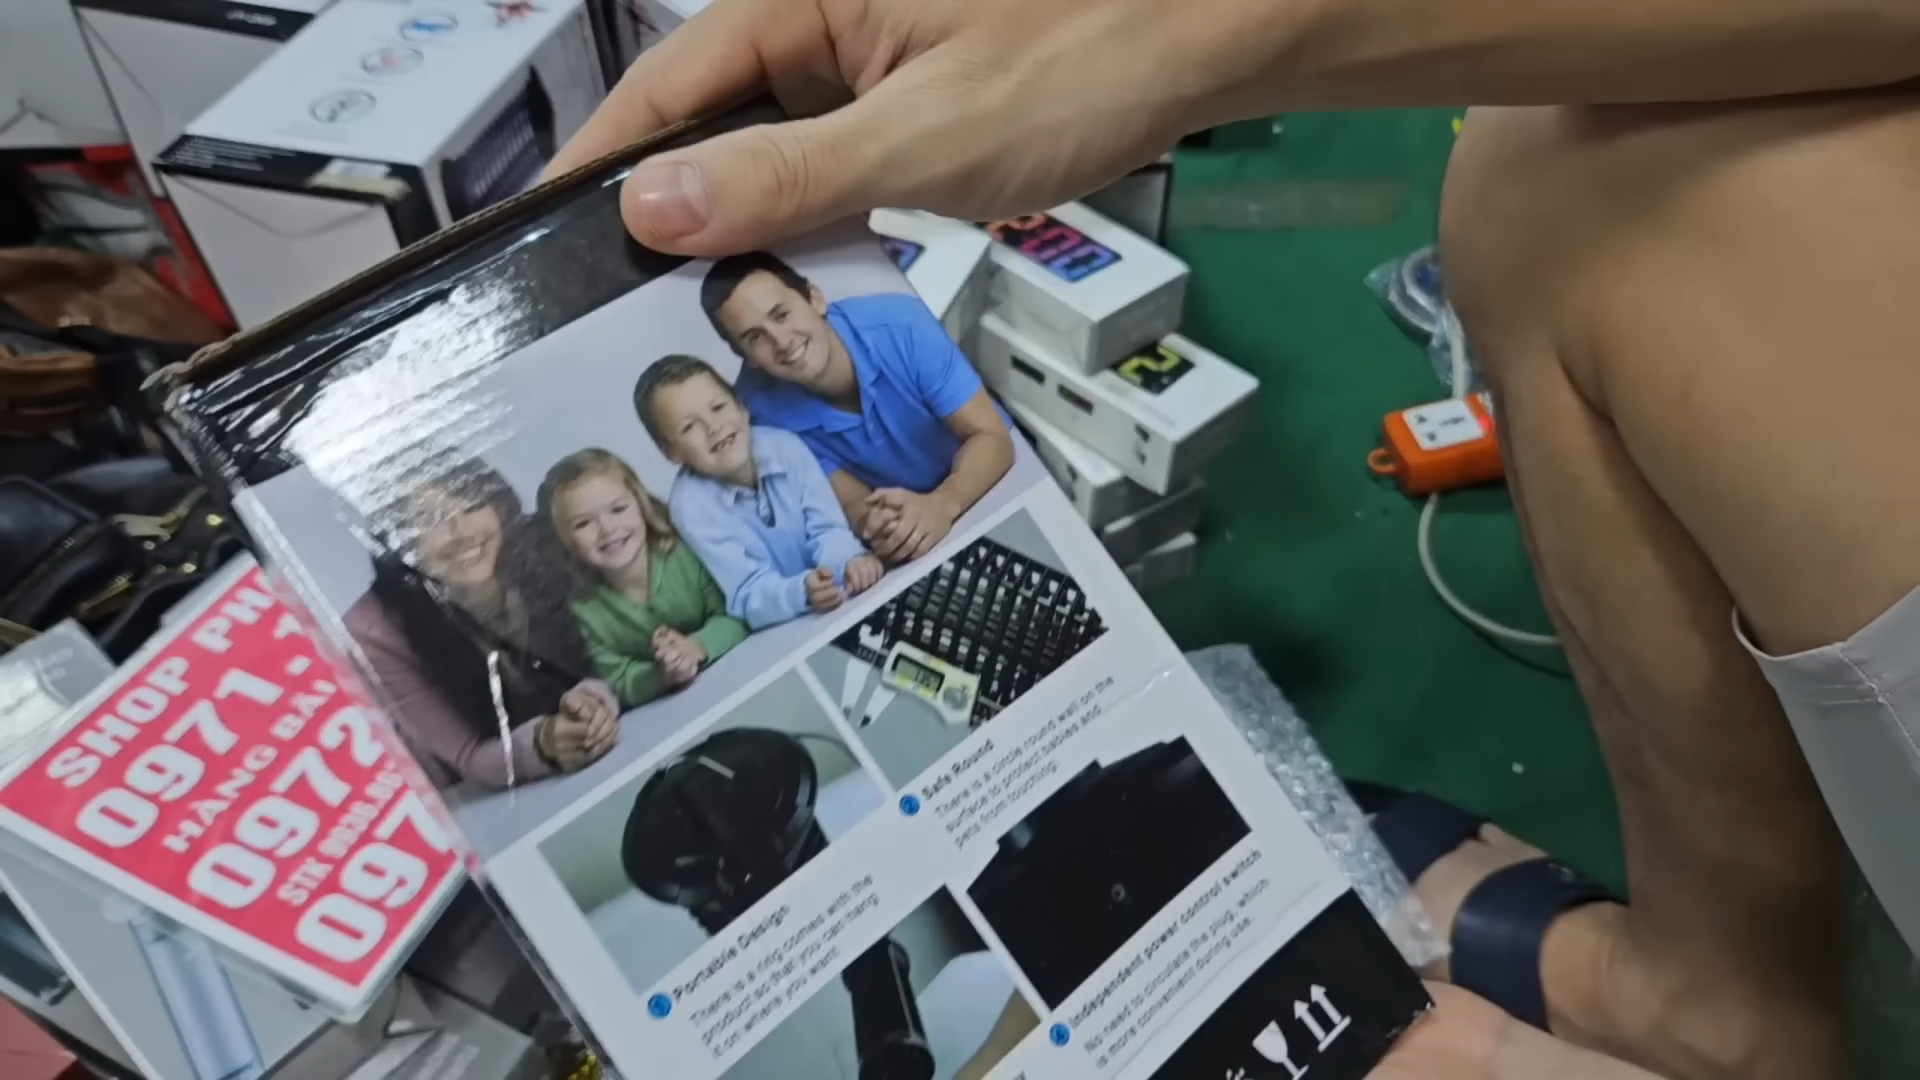 SHOP PH
0971.
HÀNG BÃI
0972
STK
097
2 Safe Round
There is a circle round wall on the
surface to protect babies and
pets from touching.
Portable Design
There is a ring comes with the
product so that you can hang
it on where you want.
4 Independent power control switch
No need to circulate the plug, which
is more convenient during use.